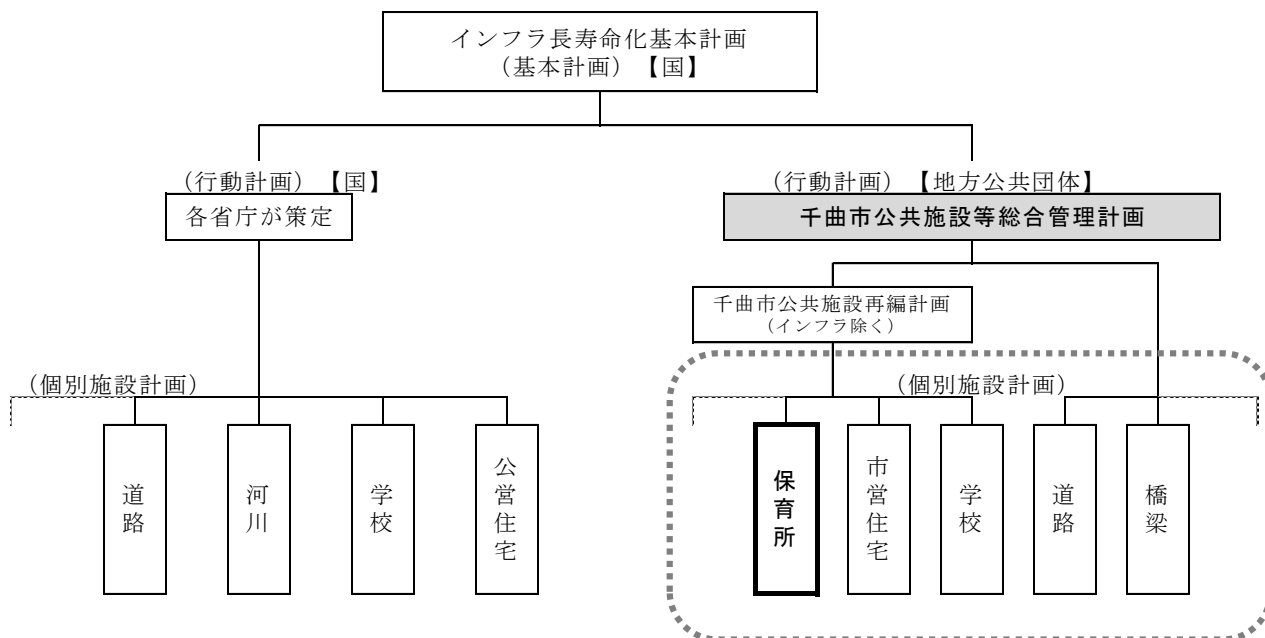 インフラ長寿命化基本計画
（基本計画）【国】
（行動計画）【国】
各省庁が策定
（行動計画）【地方公共団体】
千曲市公共施設等総合管理計画
千曲市公共施設再編計画
（インフラ除く）
（個別施設計画）
道路
河川
学校
公営住宅
（個別施設計画）
保育所
市営住宅
学校
道路
橋梁